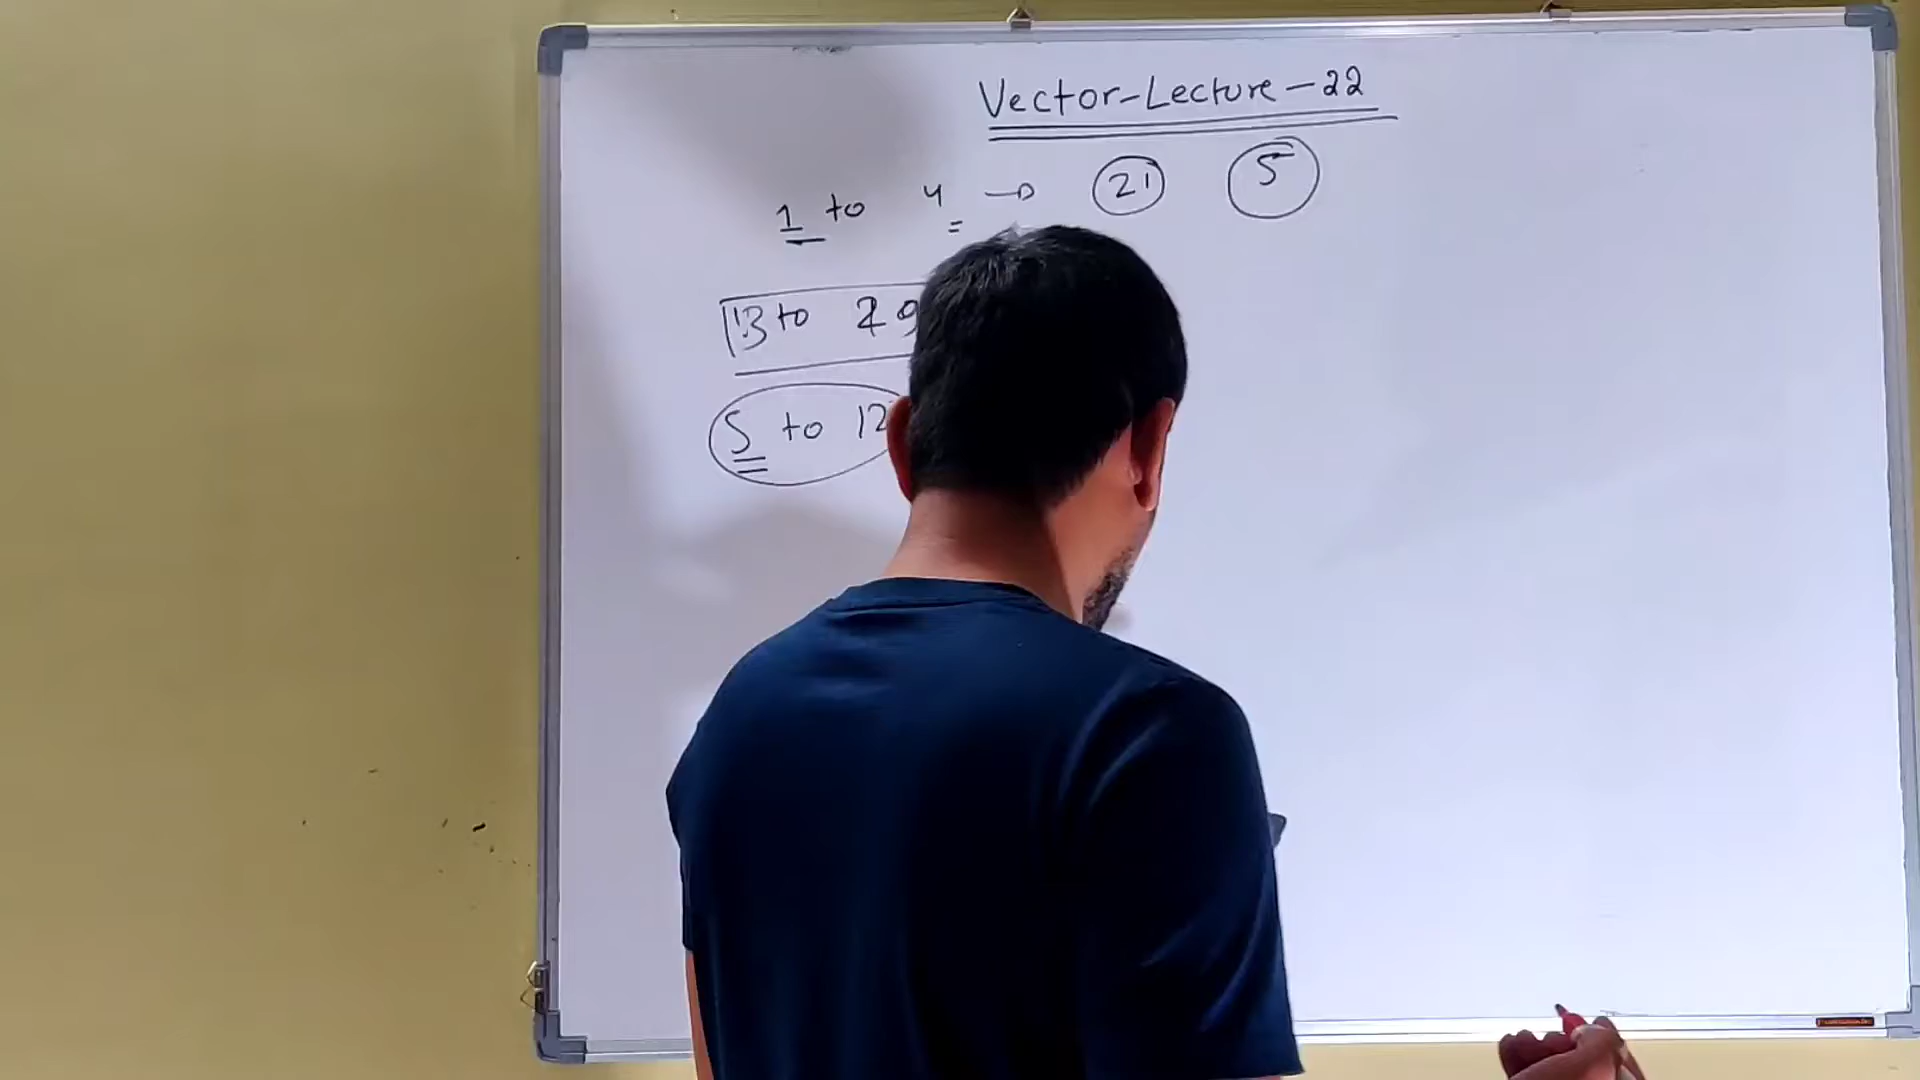 Vector-Lecture-22
1 to 4 → 21 5
13 to 29
5 to 12